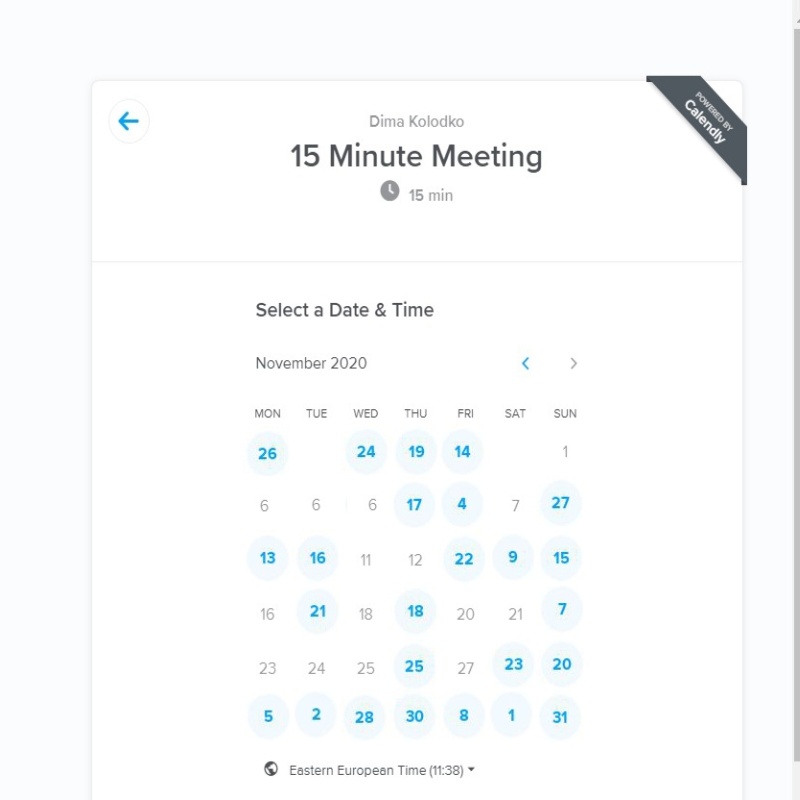 POWERED BY
Calendly
Dima Kolodko
15 Minute Meeting
15 min
Select a Date & Time
November 2020
MON TUE WED THU FRI SAT SUN
26 24 19 14 1
6 6 6 17 4 7 27
13 16 11 12 22 9 15
16 21 18 18 20 21 7
23 24 25 25 27 23 20
5 2 28 30 8 1 31
Eastern European Time (11:38)